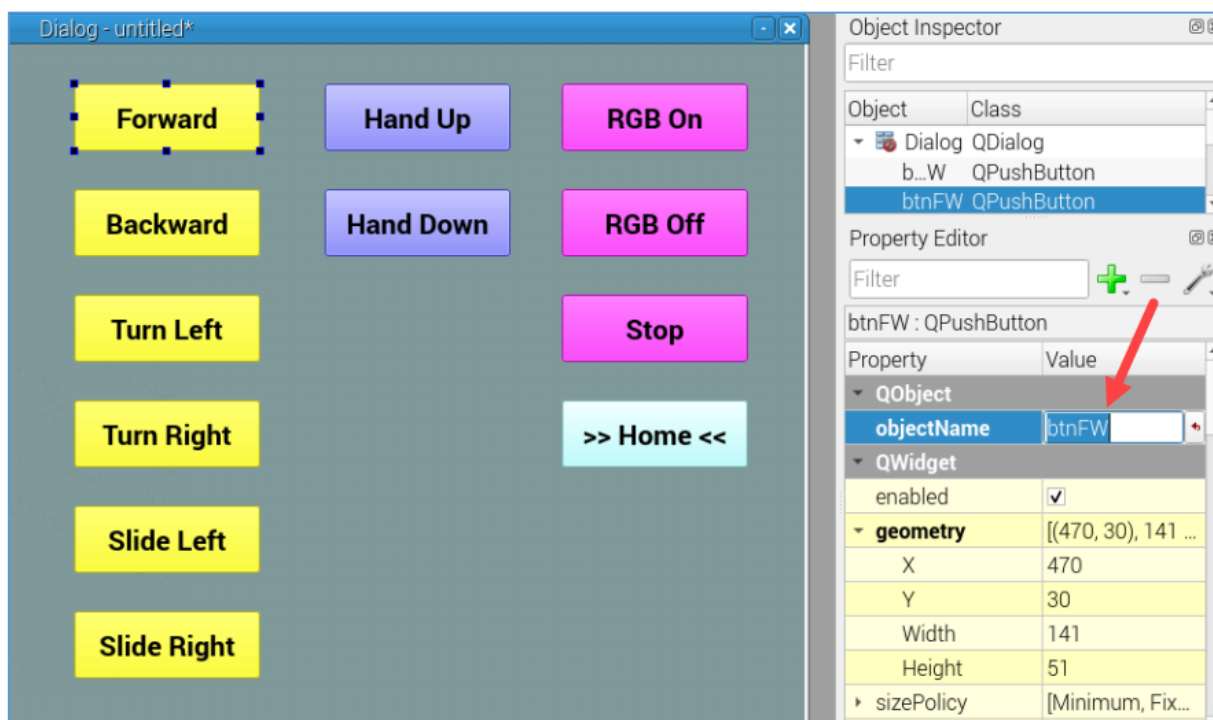 Dialog - untitled*
Forward
Hand Up
RGB On
Backward
Hand Down
RGB Off
Turn Left
Stop
Turn Right
>> Home <<
Slide Left
Slide Right
Object Inspector
Filter
Object Class
Dialog QDialog
b...W QPushButton
btnFW QPushButton
Property Editor
Filter
btnFW : QPushButton
Property Value
QObject
objectName btnFW
QWidget
enabled
geometry [(470, 30), 141 ...
X 470
Y 30
Width 141
Height 51
sizePolicy [Minimum, Fix...